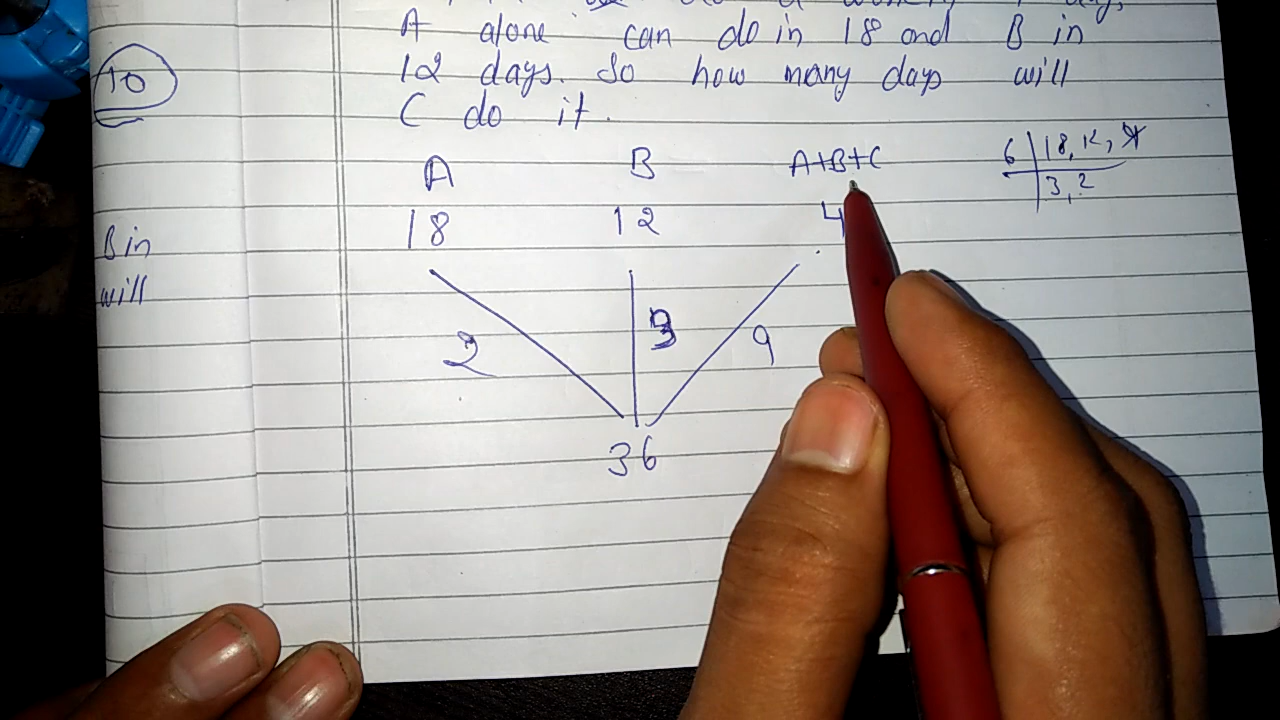 A alone can do in 18 and B in
10
12 days. So how many days will
C do it.
A B A+B+C
6 18, 12,
3, 2
18 12 4
B in
will
2 3 9
36